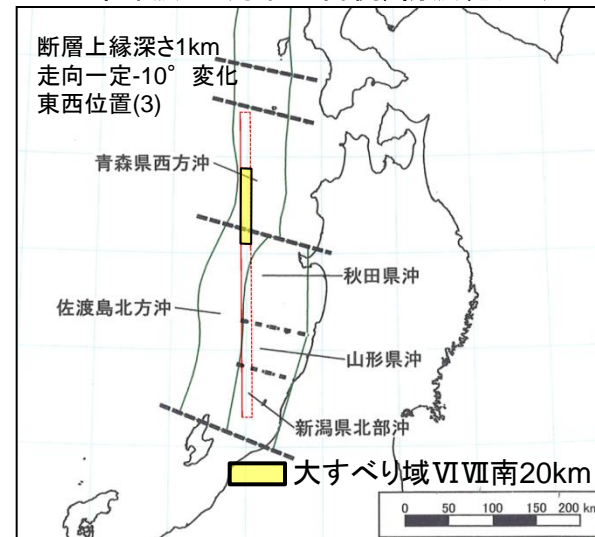 断層上縁深さ1km
走向一定-10° 変化
東西位置(3)
青森県西方沖
秋田県沖
佐渡島北方沖
山形県沖
新潟県北部沖
大すべり域ⅥⅦ南20km
0 50 100 150 200 km